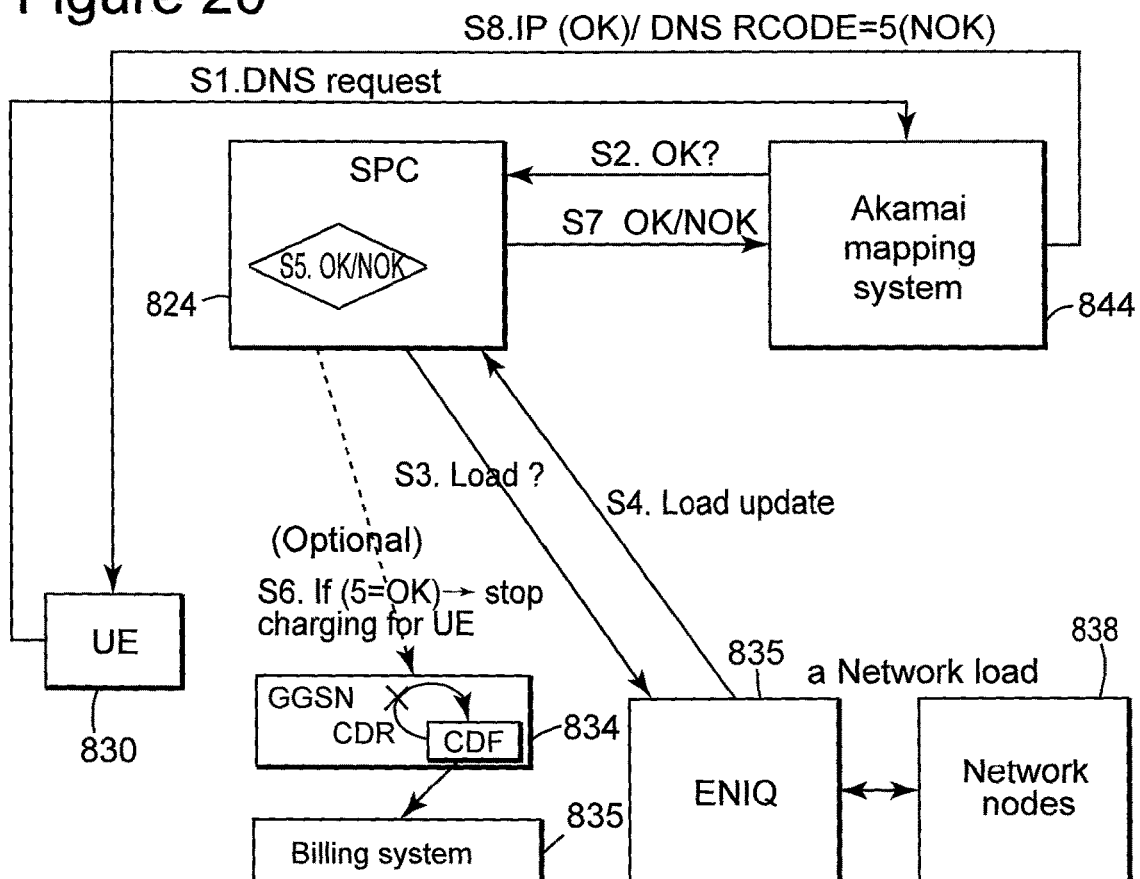 Figure 20
S8.IP (OK)/ DNS RCODE=5(NOK)
S1.DNS request
SPC
S2. OK?
S7 OK/NOK
S5. OK/NOK
Akamai
mapping
system
824
844
S3. Load ?
S4. Load update
(Optional)
S6. If (5=OK)→ stop
charging for UE
UE
830
GGSN
CDR
CDF
834
835
a Network load
838
ENIQ
Network
nodes
Billing system
835